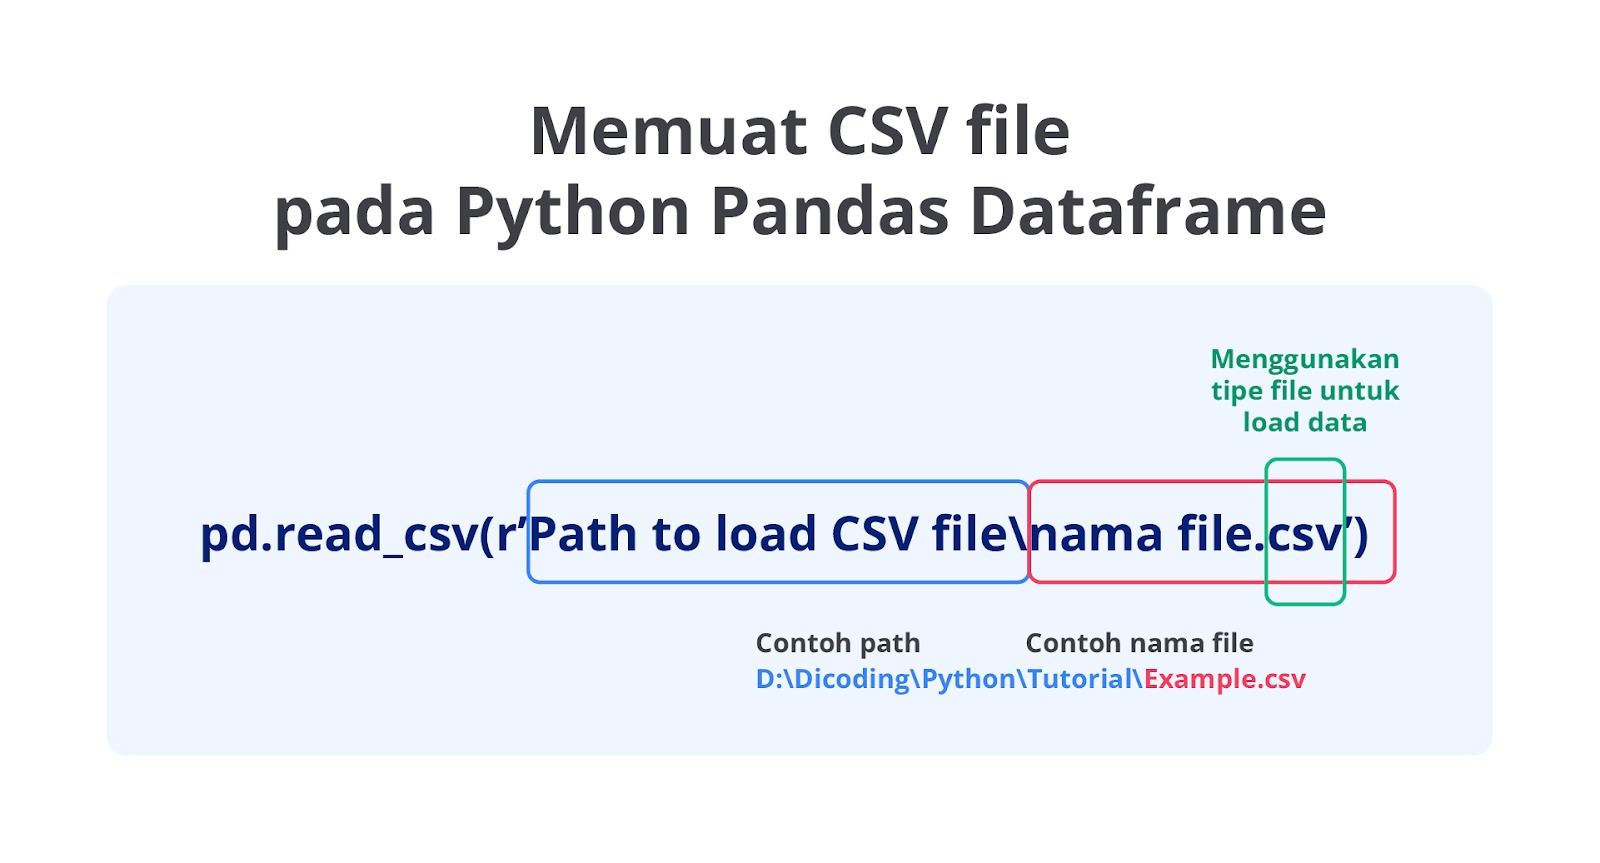 Memuat CSV file
pada Python Pandas Dataframe
Menggunakan
tipe file untuk
load data
pd.read_csv(r’Path to load CSV file\nama file.csv’)
Contoh path
Contoh nama file
D:\Dicoding\Python\Tutorial\Example.csv